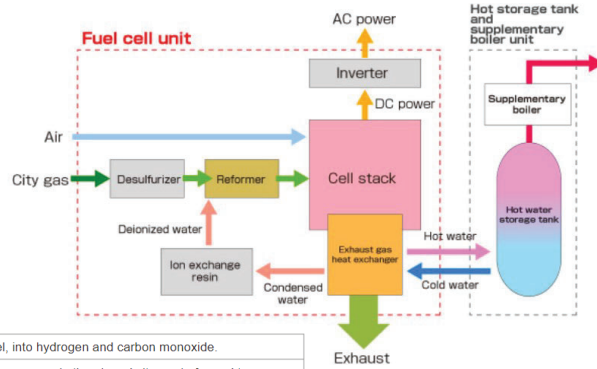 AC power
Hot storage tank
and
supplementary
boiler unit
Fuel cell unit
Inverter
DC power
Supplementary
boiler
Air
City gas
Desulfurizer
Reformer
Cell stack
Hot water
storage tank
Deionized water
Ion exchange
resin
Condensed
water
Exhaust gas
heat exchanger
Hot water
Cold water
Exhaust
el, into hydrogen and carbon monoxide.